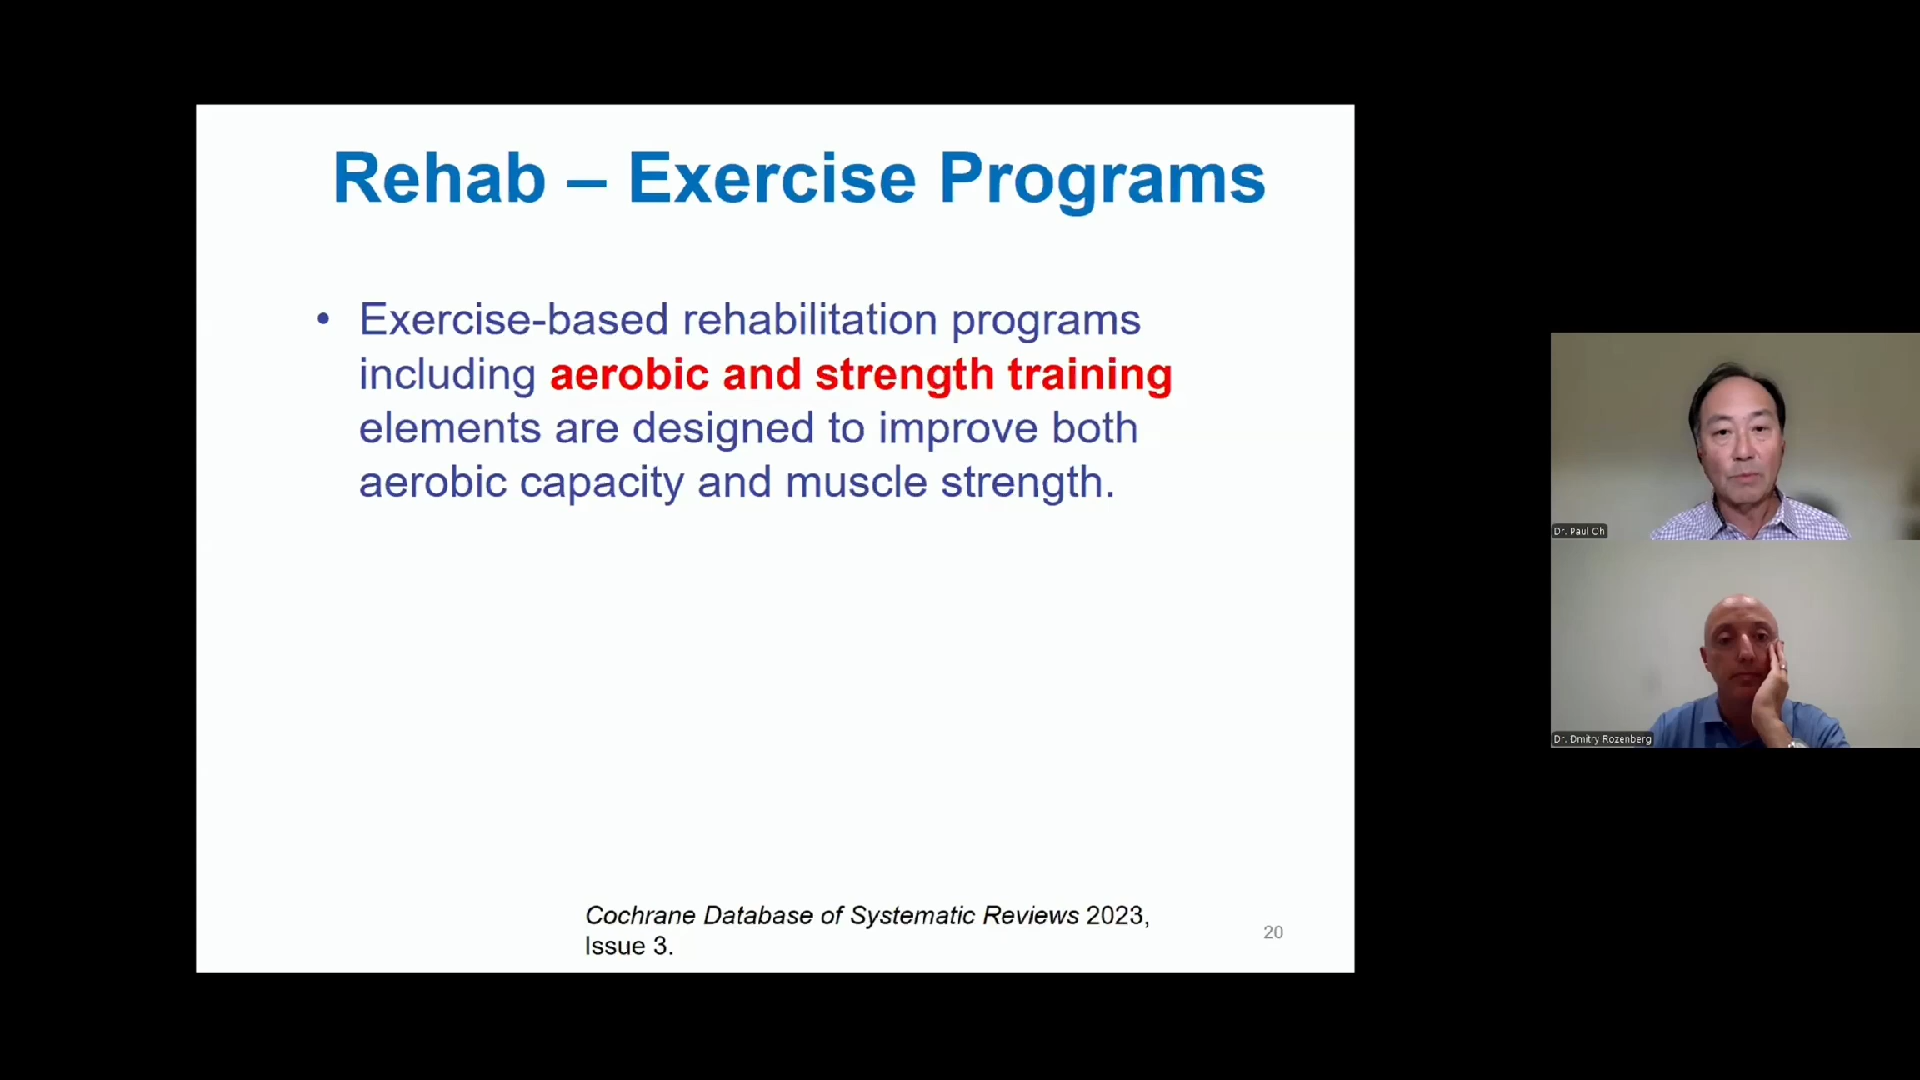 Rehab – Exercise Programs
• Exercise-based rehabilitation programs
including aerobic and strength training
elements are designed to improve both
aerobic capacity and muscle strength.
Cochrane Database of Systematic Reviews 2023,
Issue 3.
20
Dr. Paul Oh
Dr. Dmitry Rozenberg